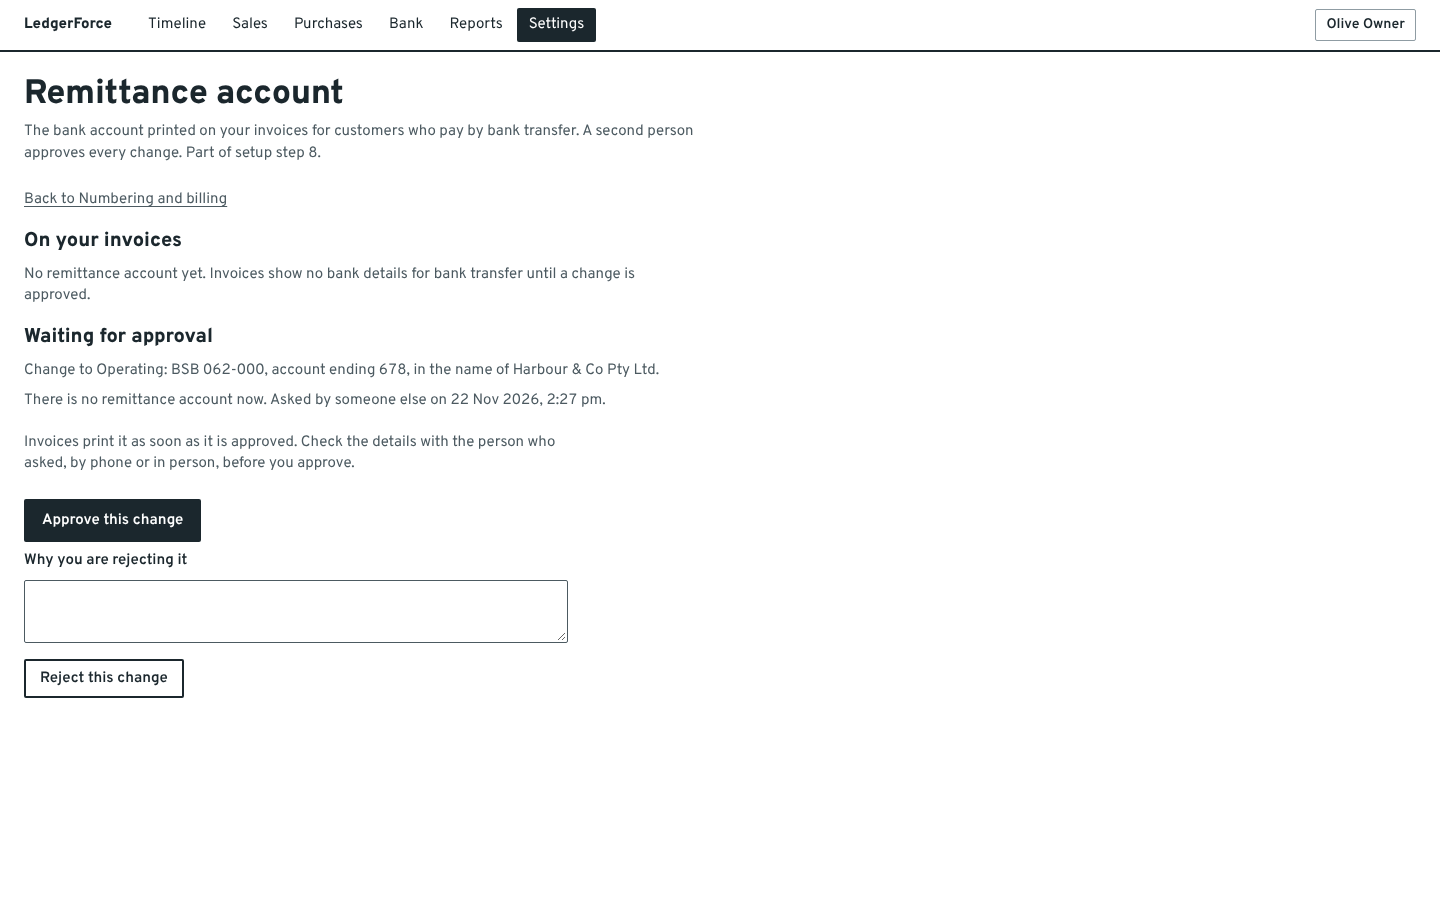 LedgerForce Timeline Sales Purchases Bank Reports Settings Olive Owner
Remittance account
The bank account printed on your invoices for customers who pay by bank transfer. A second person
approves every change. Part of setup step 8.
Back to Numbering and billing
On your invoices
No remittance account yet. Invoices show no bank details for bank transfer until a change is
approved.
Waiting for approval
Change to Operating: BSB 062-000, account ending 678, in the name of Harbour & Co Pty Ltd.
There is no remittance account now. Asked by someone else on 22 Nov 2026, 2:27 pm.
Invoices print it as soon as it is approved. Check the details with the person who
asked, by phone or in person, before you approve.
Approve this change
Why you are rejecting it
Reject this change